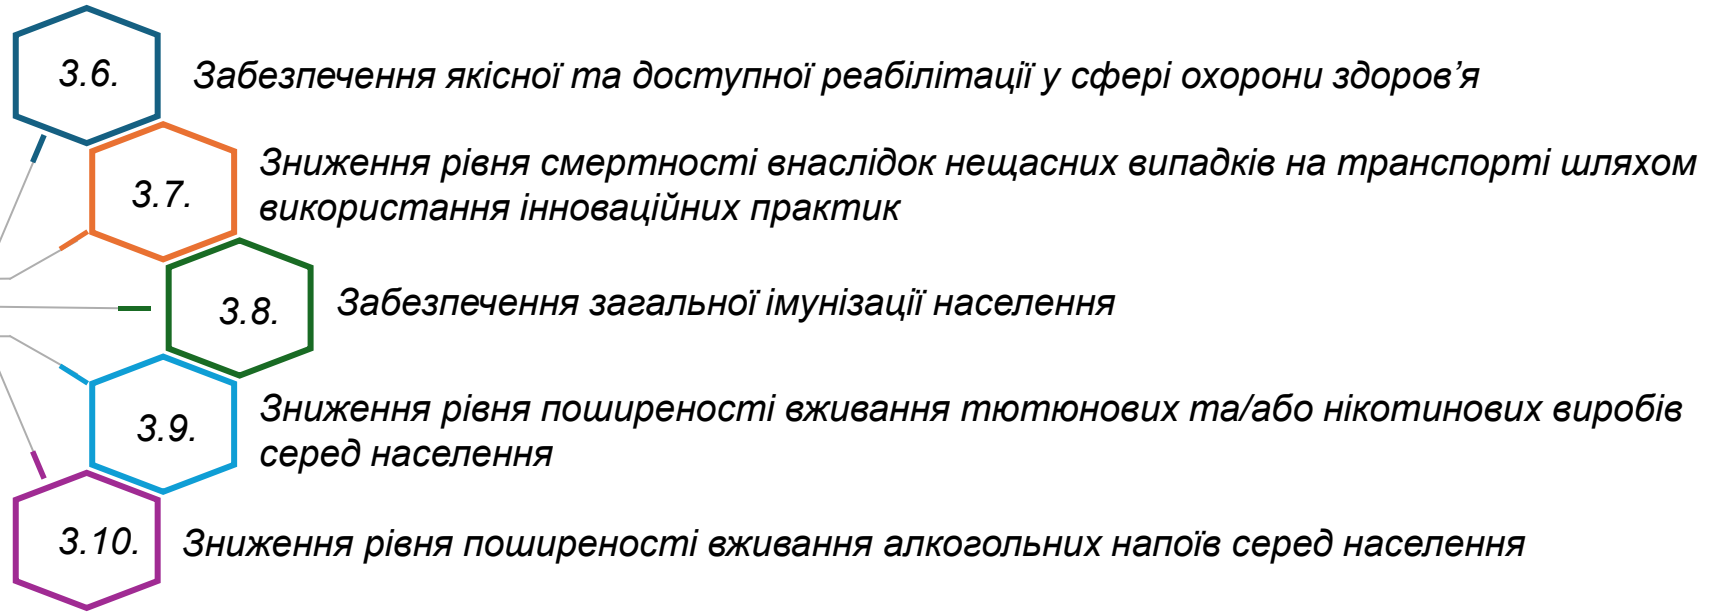 3.6. Забезпечення якісної та доступної реабілітації у сфері охорони здоров’я
3.7. Зниження рівня смертності внаслідок нещасних випадків на транспорті шляхом
використання інноваційних практик
3.8. Забезпечення загальної імунізації населення
3.9. Зниження рівня поширеності вживання тютюнових та/або нікотинових виробів
серед населення
3.10. Зниження рівня поширеності вживання алкогольних напоїв серед населення